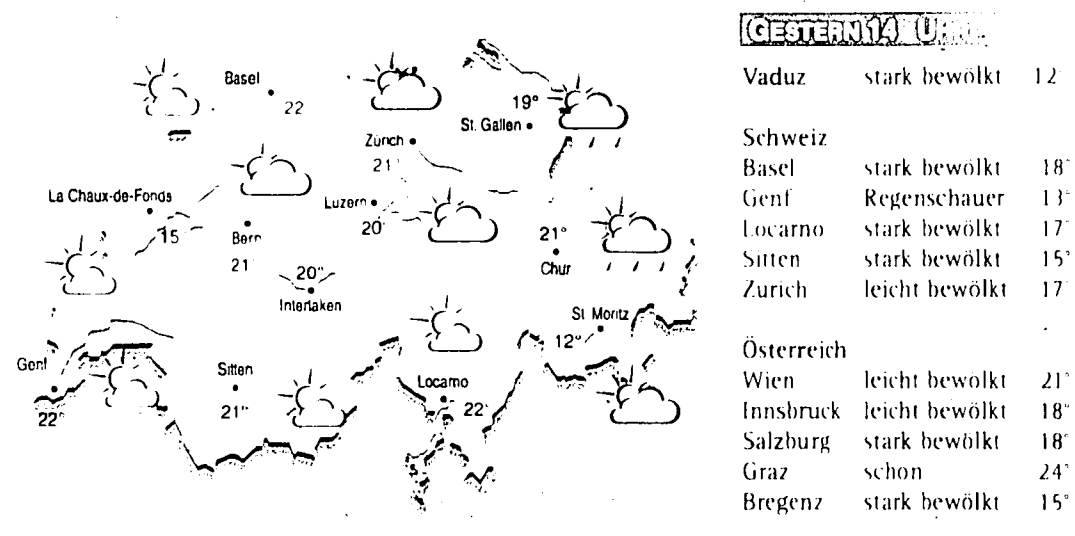 Basel
22
19°
St. Gallen
Zürich
21
La Chaux-de-Fonds
15
Luzern
20
Bern
21
21°
Chur
20°
Interlaken
St Moritz
12°
Genf
22°
Sitten
21°
Locarno
22
GESTERN 14 UHR
Vaduz stark bewölkt 12°
Schweiz
Basel stark bewölkt 18°
Genf Regenschauer 13°
Locarno stark bewölkt 17°
Sitten stark bewölkt 15°
Zurich leicht bewölkt 17°
Österreich
Wien leicht bewölkt 21°
Innsbruck leicht bewölkt 18°
Salzburg stark bewölkt 18°
Graz schon 24°
Bregenz stark bewölkt 15°